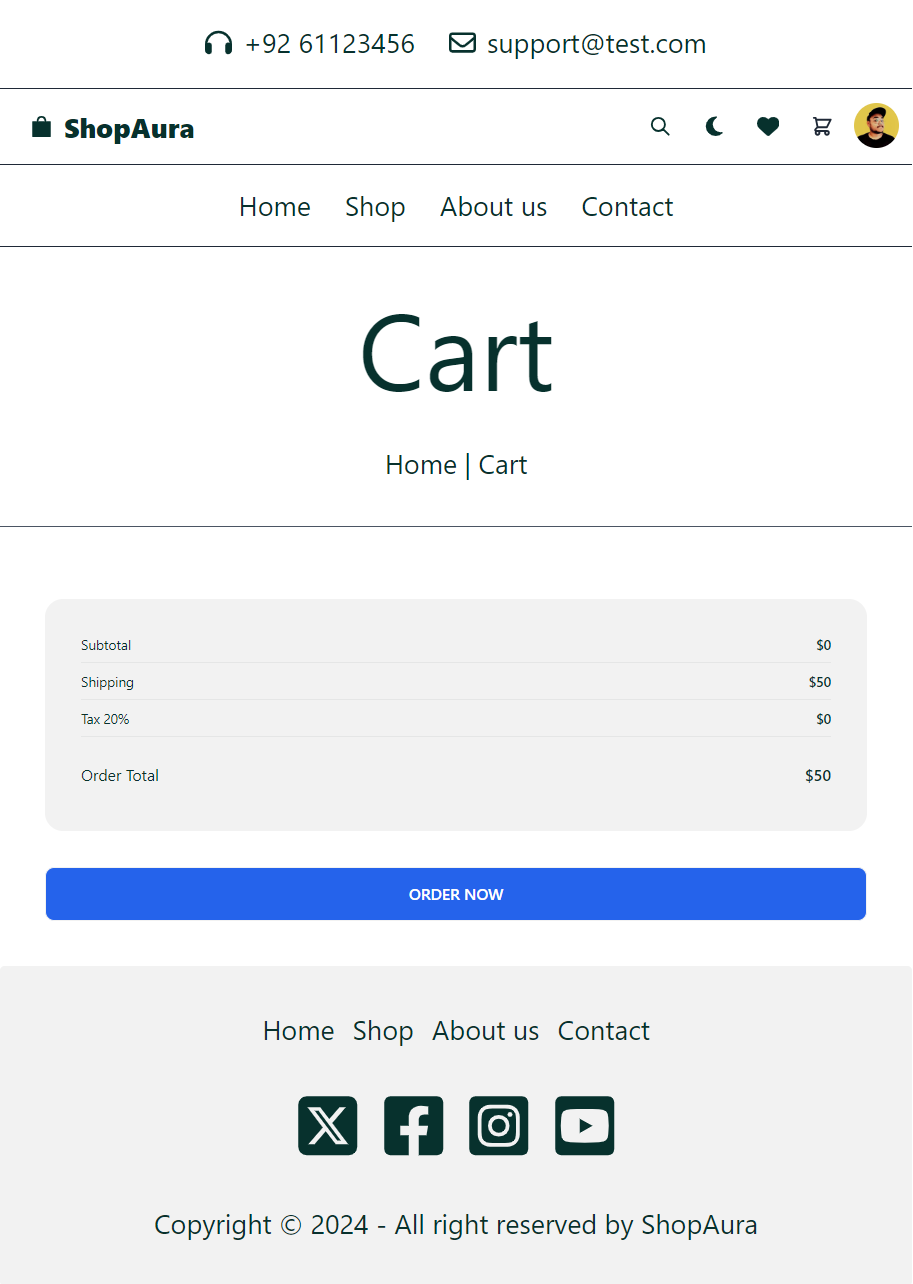 +92 61123456 support@test.com
ShopAura
Home Shop About us Contact
Cart
Home | Cart
Subtotal $0
Shipping $50
Tax 20% $0
Order Total $50
ORDER NOW
Home Shop About us Contact
Copyright © 2024 - All right reserved by ShopAura